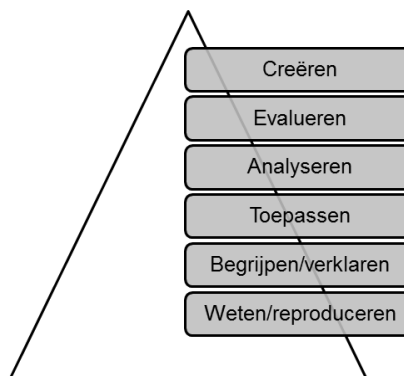 Creëren
Evalueren
Analyseren
Toepassen
Begrijpen/verklaren
Weten/reproduceren